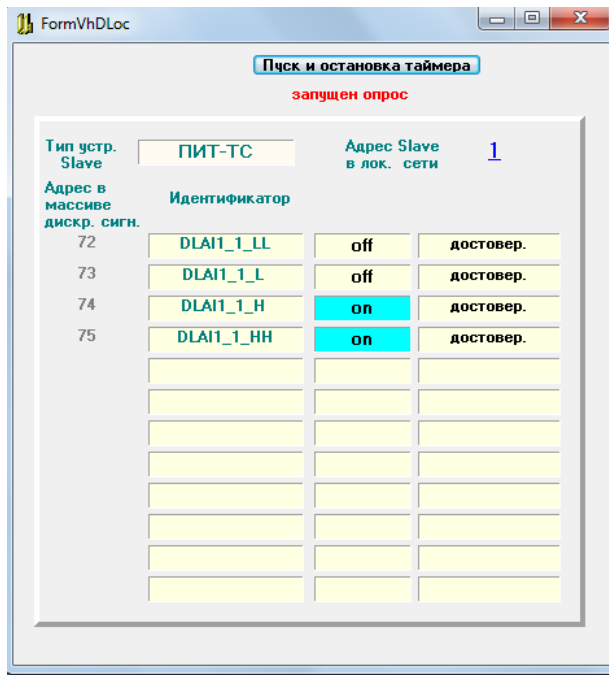 FormVhDLoc
Пуск и остановка таймера
запущен опрос
Тип устр.
Slave
ПИТ-ТС
Адрес Slave
в лок. сети
1
Адрес в
массиве
дискр. сигн.
Идентификатор
72 DLAI1_1_LL off достовер.
73 DLAI1_1_L off достовер.
74 DLAI1_1_H on достовер.
75 DLAI1_1_HH on достовер.